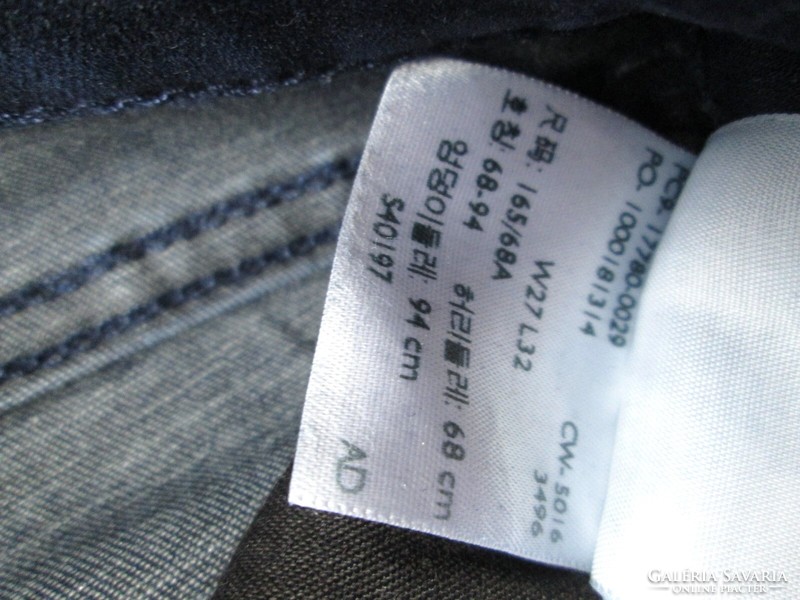 PC9-17780-0029
PO- 1000181314
CW-5016
3496
W27 L32
尺码: 165/68A
호칭: 68-94
허리둘레: 68 cm
엉덩이둘레: 94 cm
S40197
AD
GALÉRIA SAVARIA
ONLINE PIACTÉR